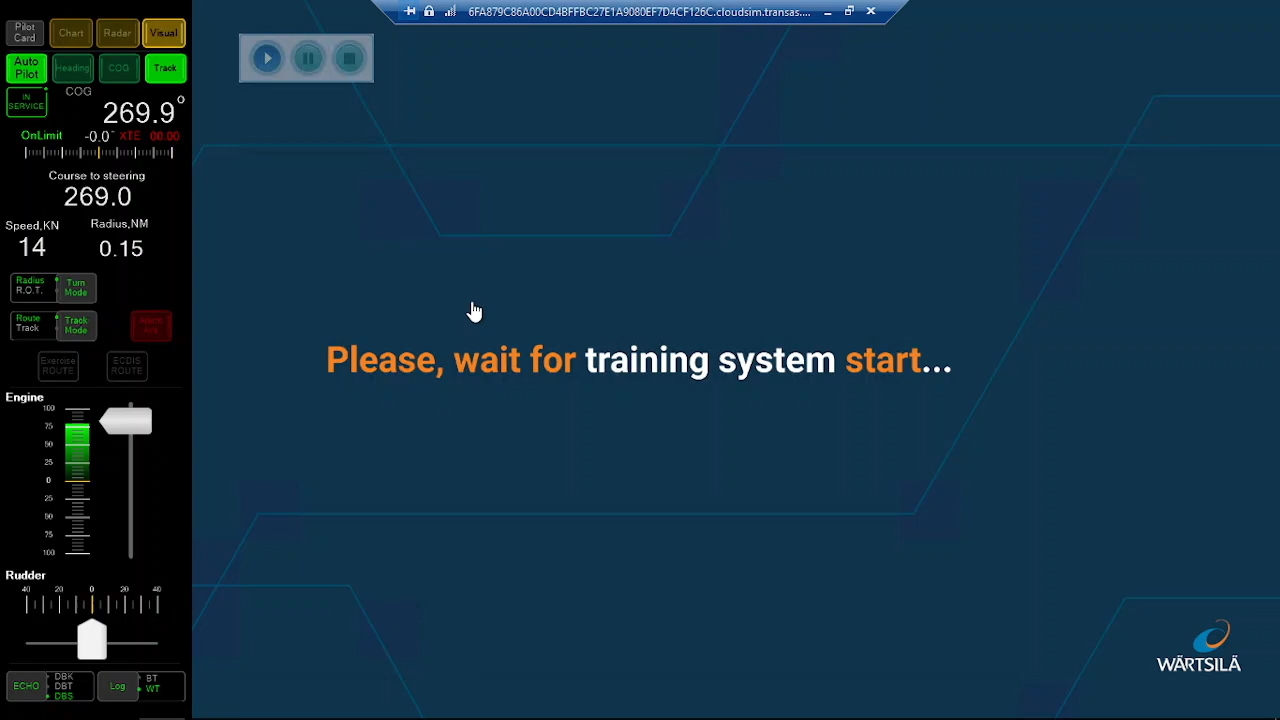 6FA879C86A00CD4BFFBC27E1A9080EF7D4CF126C.cloudsim.transas....
Pilot Card
Chart
Radar
Visual
Auto Pilot
Heading
COG
Track
IN SERVICE
COG
269.9°
OnLimit -0.0° XTE 00.00
Course to steering
269.0
Speed,KN Radius,NM
14 0.15
Radius
R.O.T.
Turn Mode
Route
Track
Track Mode
Exercise ROUTE
ECDIS ROUTE
Engine
100
75
50
25
0
25
50
75
100
Rudder
40 20 0 20 40
ECHO
DBK
DBT
DBS
Log
BT
WT
Please, wait for training system start...
WÄRTSILÄ